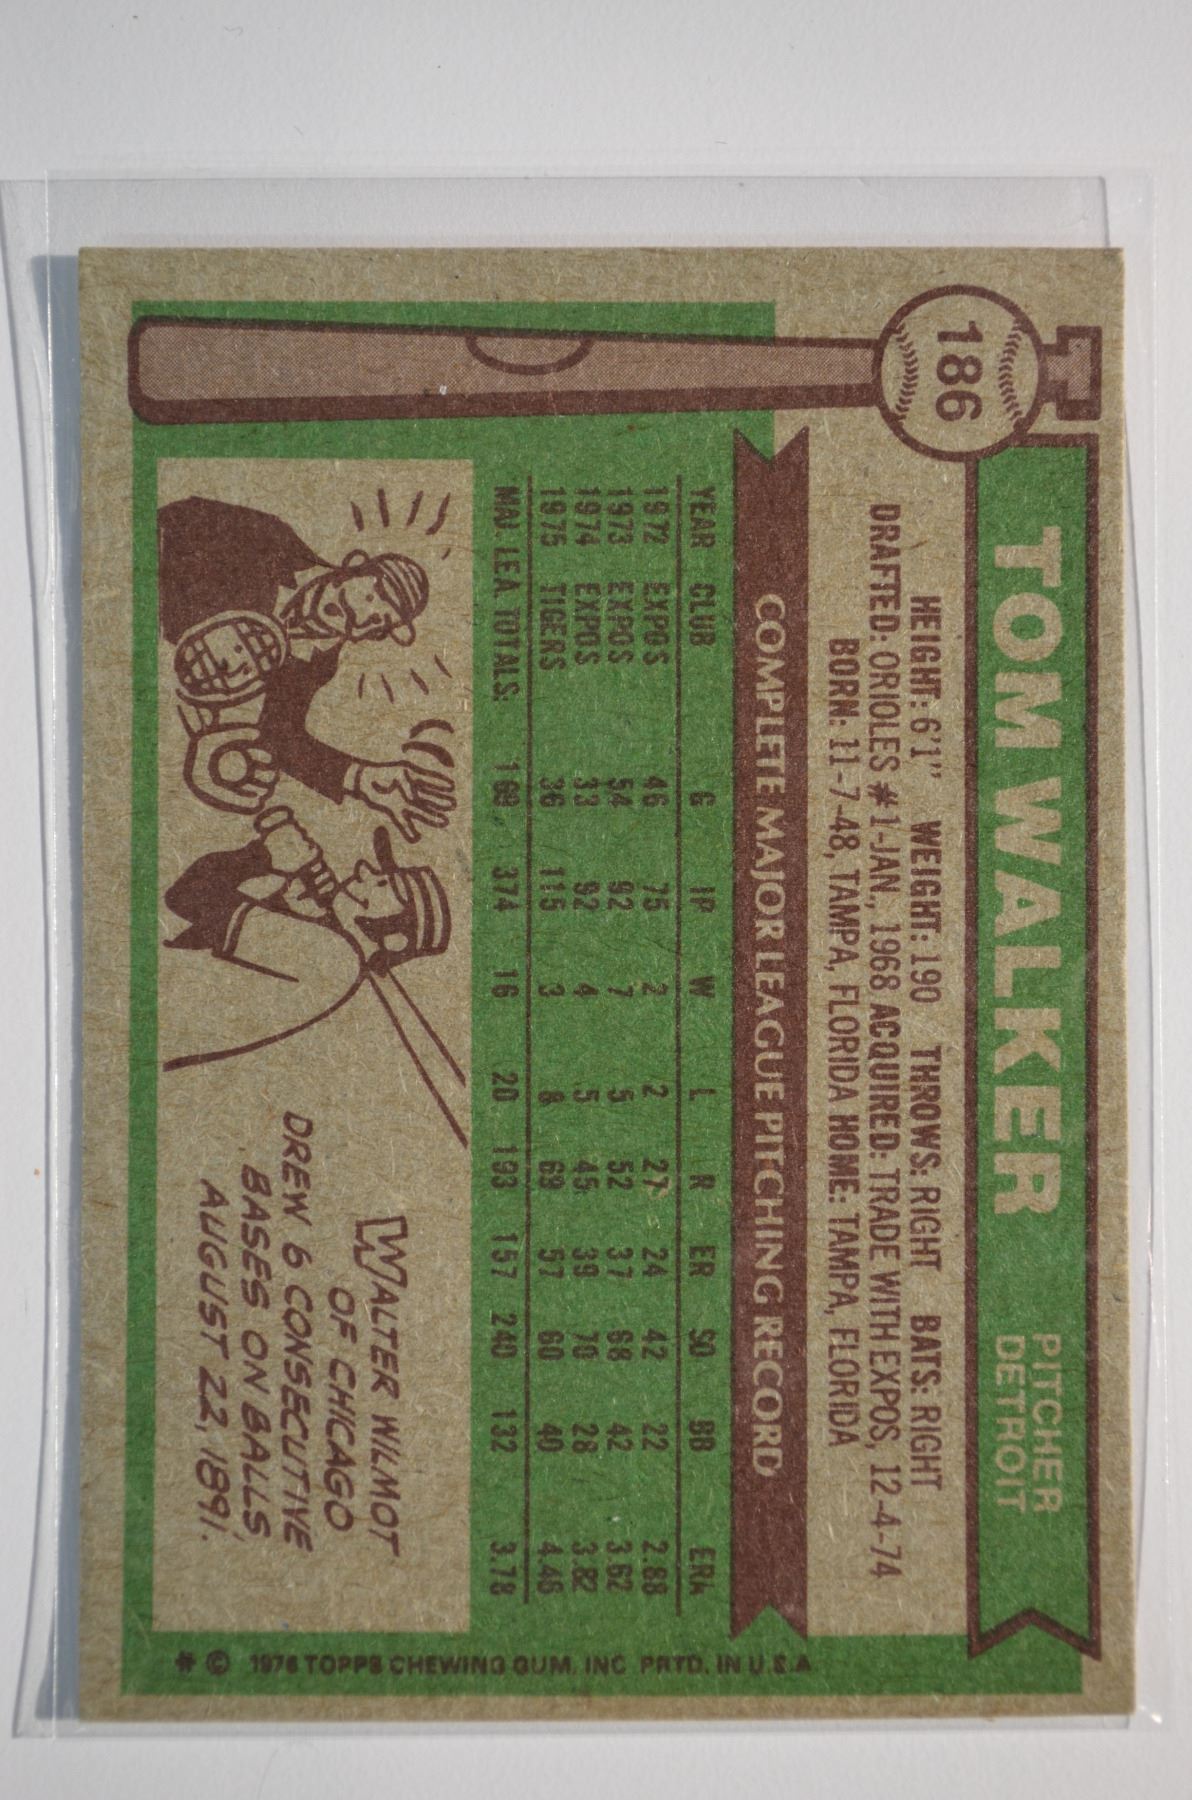 186
TOM WALKER
PITCHER
DETROIT
HEIGHT: 6'1" WEIGHT: 190 THROWS: RIGHT BATS: RIGHT
DRAFTED: ORIOLES #1-JAN., 1968 ACQUIRED: TRADE WITH EXPOS, 12-4-74
BORN: 11-7-48, TAMPA, FLORIDA HOME: TAMPA, FLORIDA
COMPLETE MAJOR LEAGUE PITCHING RECORD
YEAR CLUB G IP W L R ER SO BB ERA
1972 EXPOS 46 75 2 2 27 24 42 22 2.88
1973 EXPOS 54 92 7 5 52 37 68 42 3.62
1974 EXPOS 33 92 4 5 45 39 70 28 3.82
1975 TIGERS 36 115 3 8 69 57 60 40 4.46
MAJ. LEA. TOTALS: 169 374 16 20 193 157 240 132 3.78
WALTER WILMOT
OF CHICAGO
DREW 6 CONSECUTIVE
BASES ON BALLS,
AUGUST 22, 1891.
* © 1976 TOPPS CHEWING GUM, INC PRTD. IN U.S.A